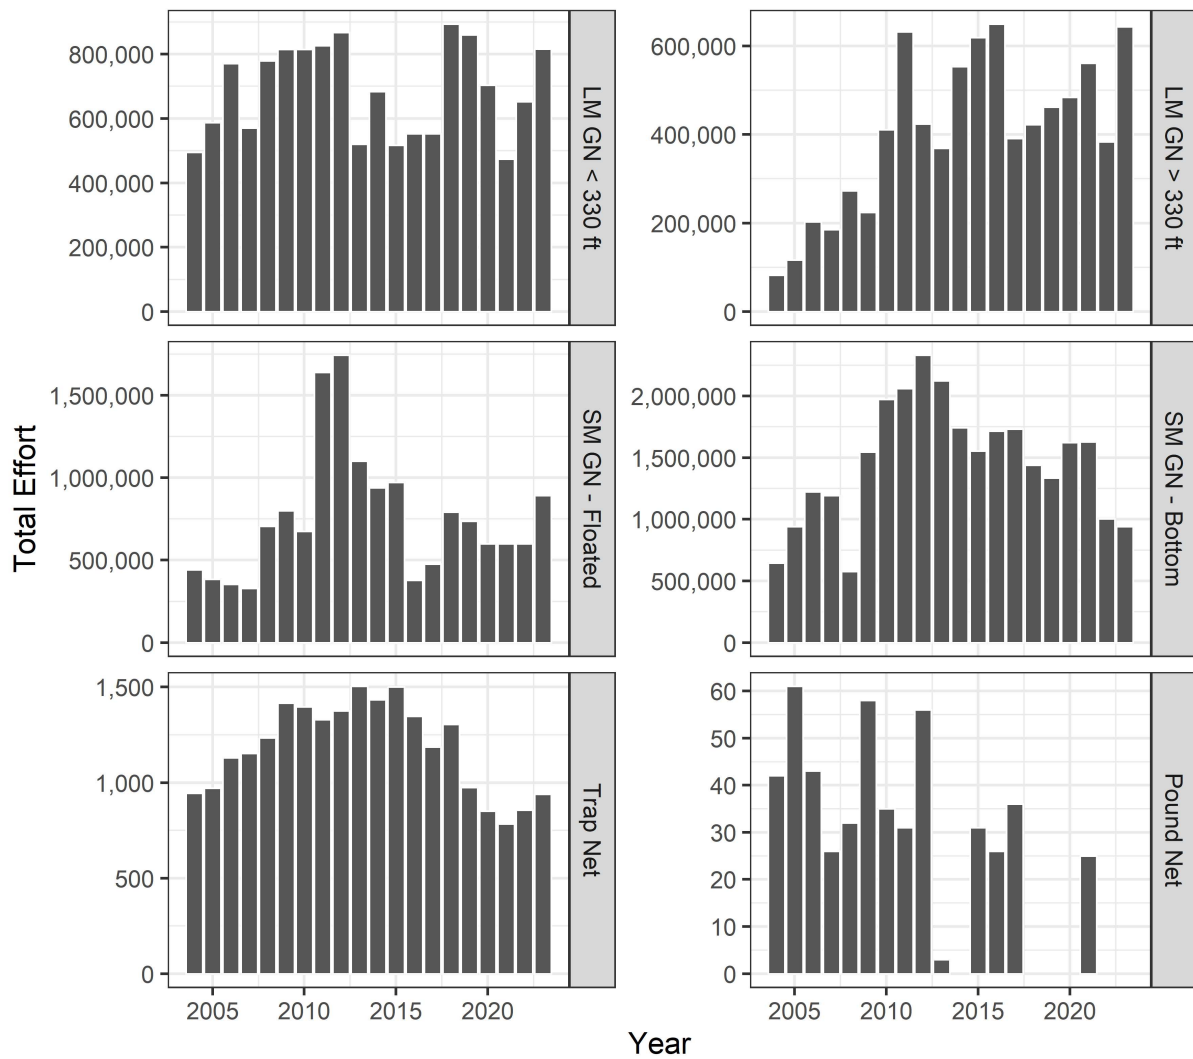 800,000
600,000
400,000
200,000
0
LM GN < 330 ft
600,000
400,000
200,000
0
LM GN > 330 ft
1,500,000
1,000,000
500,000
0
SM GN - Floated
2,000,000
1,500,000
1,000,000
500,000
0
SM GN - Bottom
Total Effort
1,500
1,000
500
0
Trap Net
60
50
40
30
20
10
0
Pound Net
2005 2010 2015 2020
2005 2010 2015 2020
Year